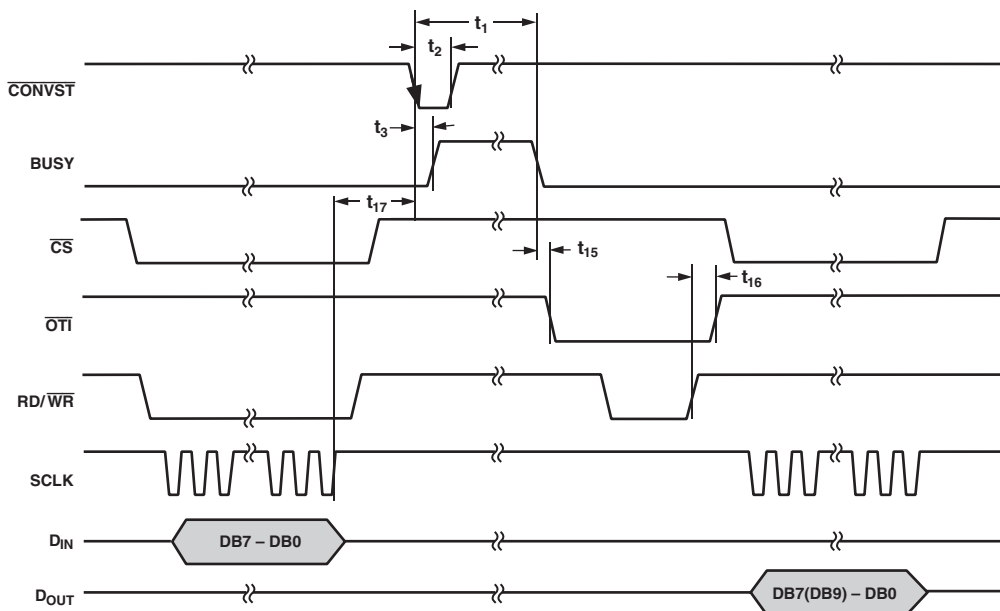 t1
t2
CONVST
t3
BUSY
t17
CS
t15
t16
OTI
RD/WR
SCLK
DIN
DB7 – DB0
DOUT
DB7(DB9) – DB0